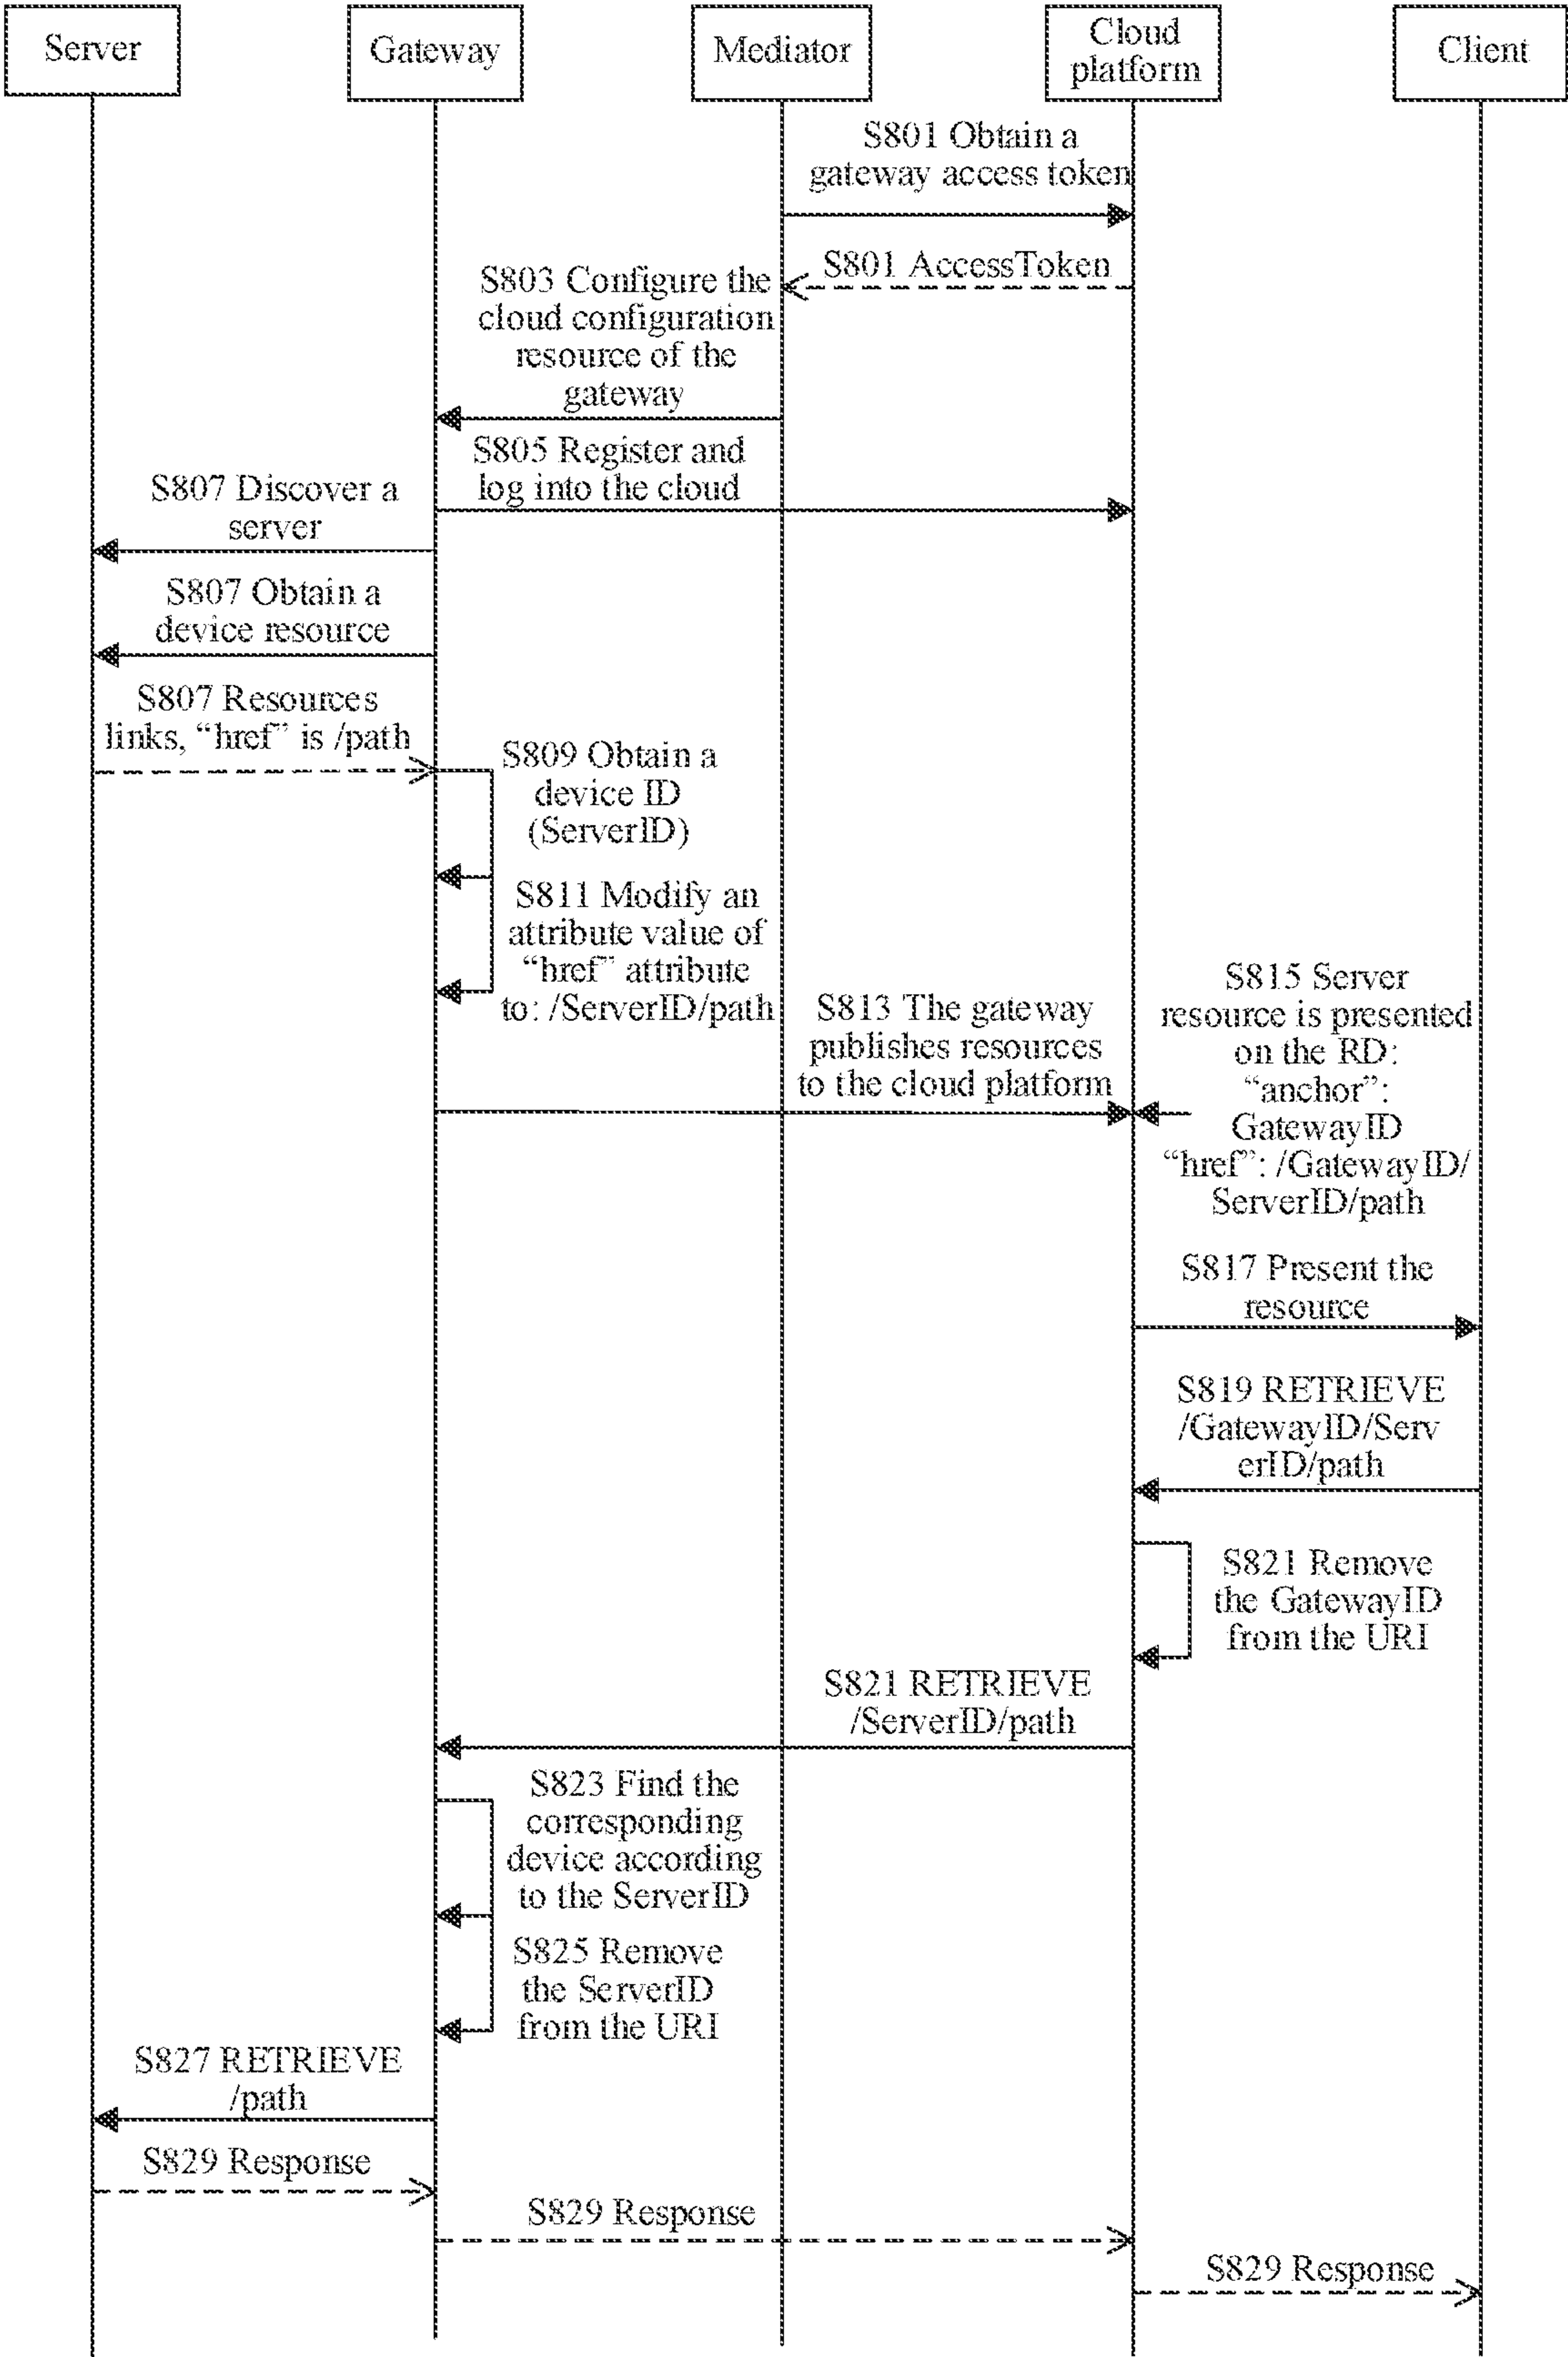 Server
Gateway
Mediator
Cloud
platform
Client
S801 Obtain a
gateway access token
S801 AccessToken
S803 Configure the
cloud configuration
resource of the
gateway
S805 Register and
log into the cloud
S807 Discover a
server
S807 Obtain a
device resource
S807 Resources
links, “href” is /path
S809 Obtain a
device ID
(ServerID)
S811 Modify an
attribute value of
“href” attribute
to: /ServerID/path
S813 The gateway
publishes resources
to the cloud platform
S815 Server
resource is presented
on the RD:
“anchor”:
GatewayID
“href”: /GatewayID/
ServerID/path
S817 Present the
resource
S819 RETRIEVE
/GatewayID/Serv
erID/path
S821 Remove
the GatewayID
from the URI
S821 RETRIEVE
/ServerID/path
S823 Find the
corresponding
device according
to the ServerID
S825 Remove
the ServerID
from the URI
S827 RETRIEVE
/path
S829 Response
S829 Response
S829 Response